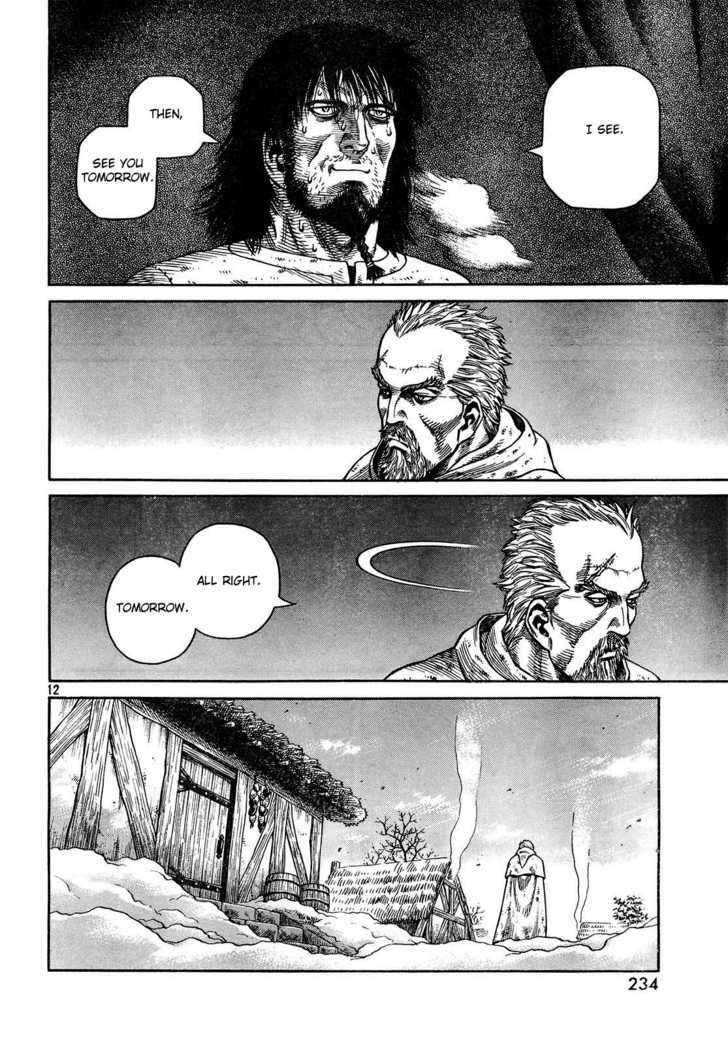 I SEE.
THEN,
SEE YOU
TOMORROW.
ALL RIGHT.
TOMORROW.
12
234